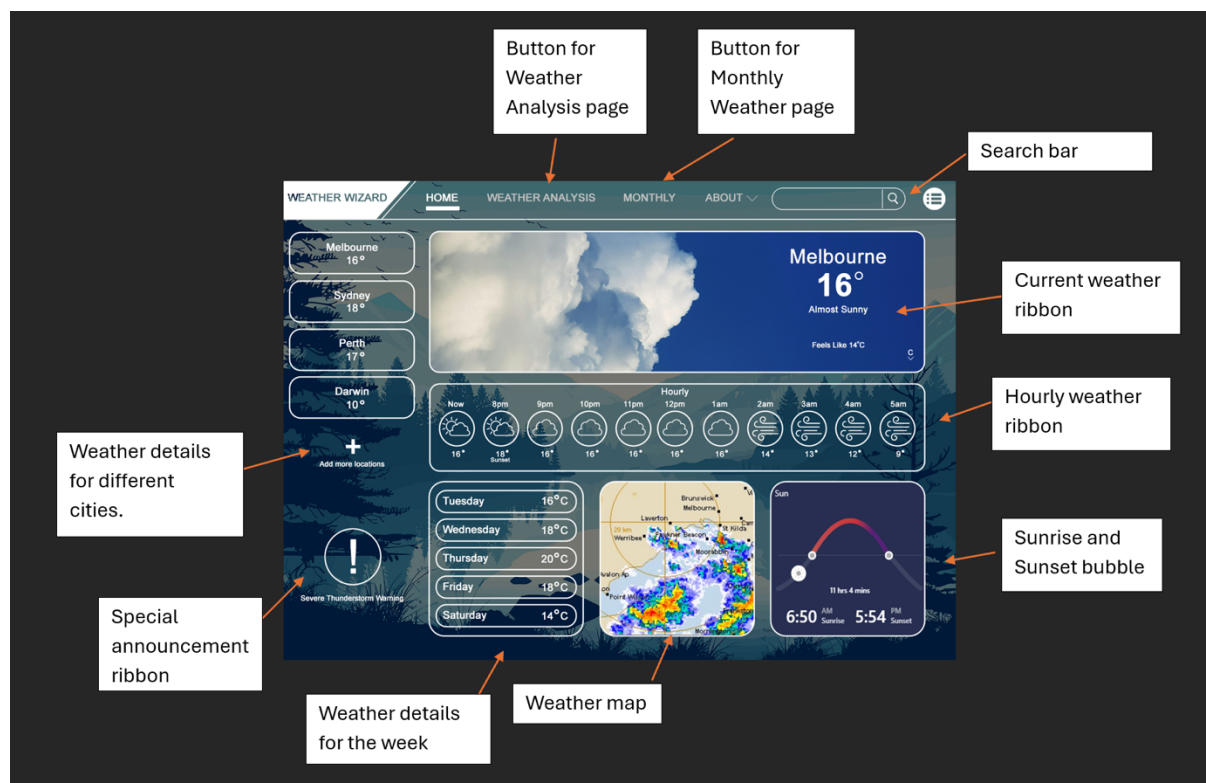 Button for
Weather
Analysis page
Button for
Monthly
Weather page
Search bar
WEATHER WIZARD
HOME
WEATHER ANALYSIS
MONTHLY
ABOUT
Melbourne
16°
Sydney
18°
Perth
17°
Darwin
10°
Add more locations
Severe Thunderstorm Warning
Melbourne
16°
Almost Sunny
Feels Like 14°C
C
Current weather
ribbon
Hourly
Now 8pm 9pm 10pm 11pm 12pm 1am 2am 3am 4am 5am
16° 18° 16° 16° 16° 16° 16° 14° 13° 12° 9°
Sunset
Hourly weather
ribbon
Weather details
for different
cities.
Special
announcement
ribbon
Tuesday 16°C
Wednesday 18°C
Thursday 20°C
Friday 18°C
Saturday 14°C
Weather details
for the week
Brunswick
Melbourne
Laverton
St Kilda
20 km
Werribee
Beacon
Moorabbin
Weather map
Sun
11 hrs 4 mins
6:50 AM Sunrise
5:54 PM Sunset
Sunrise and
Sunset bubble